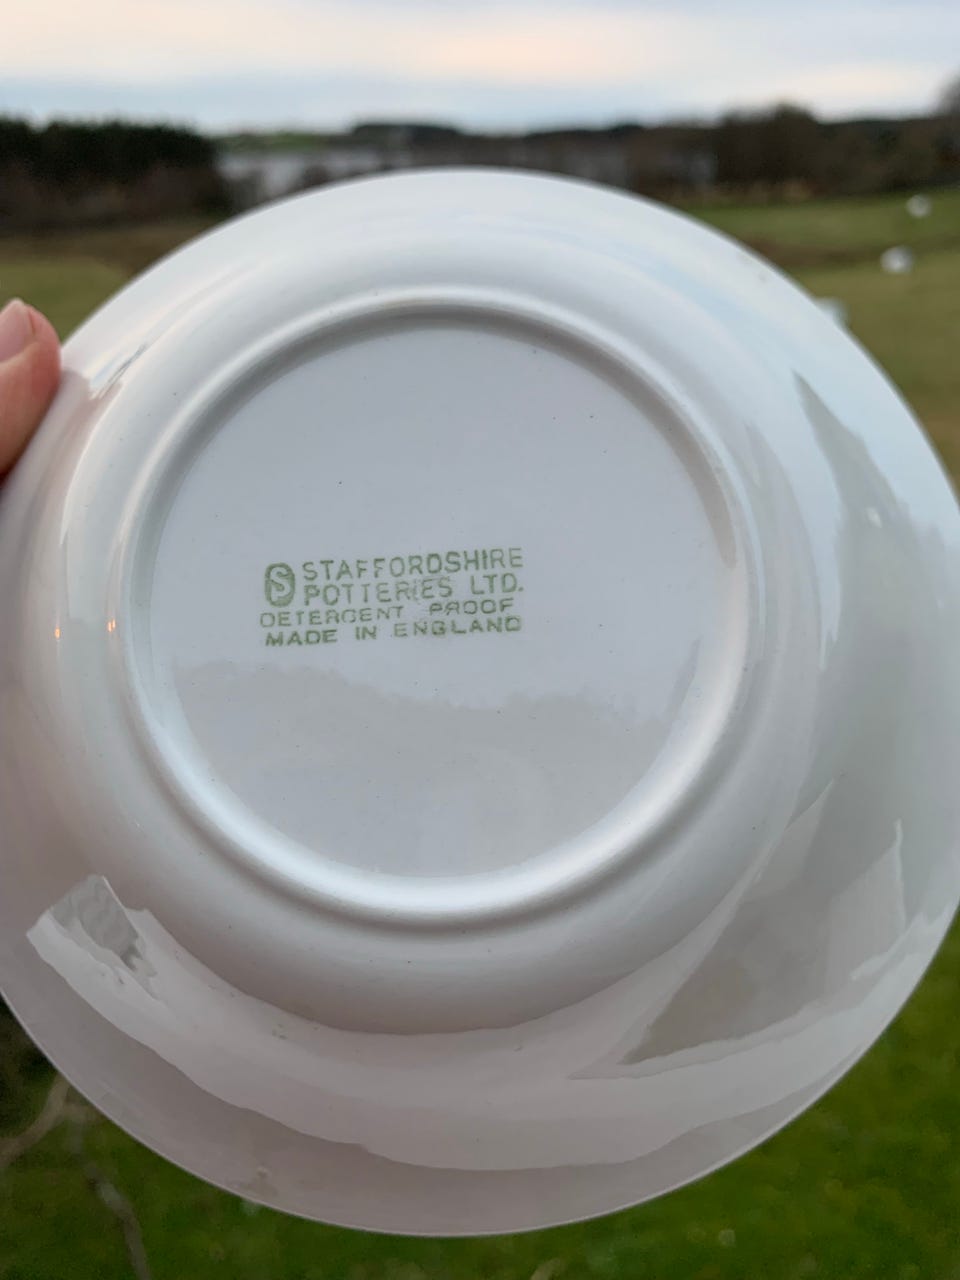 S STAFFORDSHIRE
POTTERIES LTD.
DETERGENT PROOF
MADE IN ENGLAND